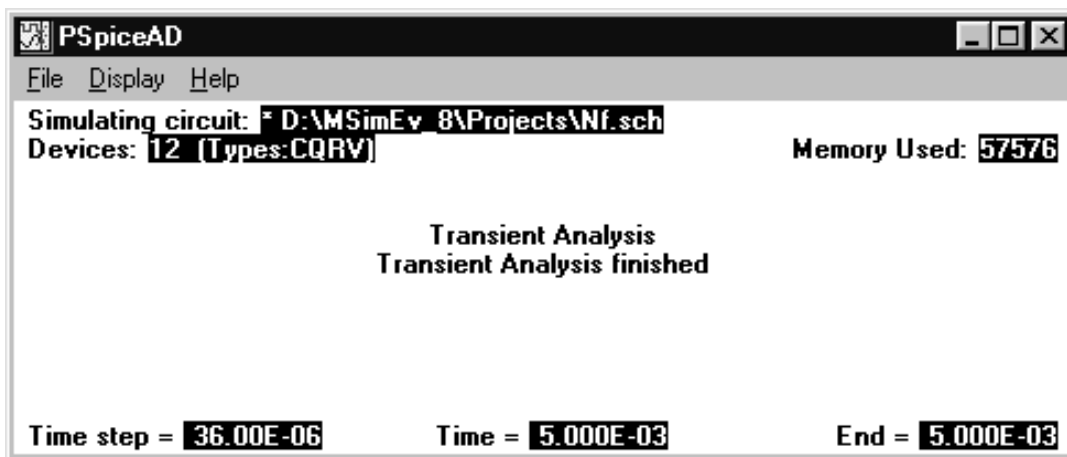 PSpiceAD
File Display Help
Simulating circuit: * D:\MSimEv_8\Projects\Nf.sch
Devices: 12 (Types:CQRV) Memory Used: 57576
Transient Analysis
Transient Analysis finished
Time step = 36.00E-06 Time = 5.000E-03 End = 5.000E-03